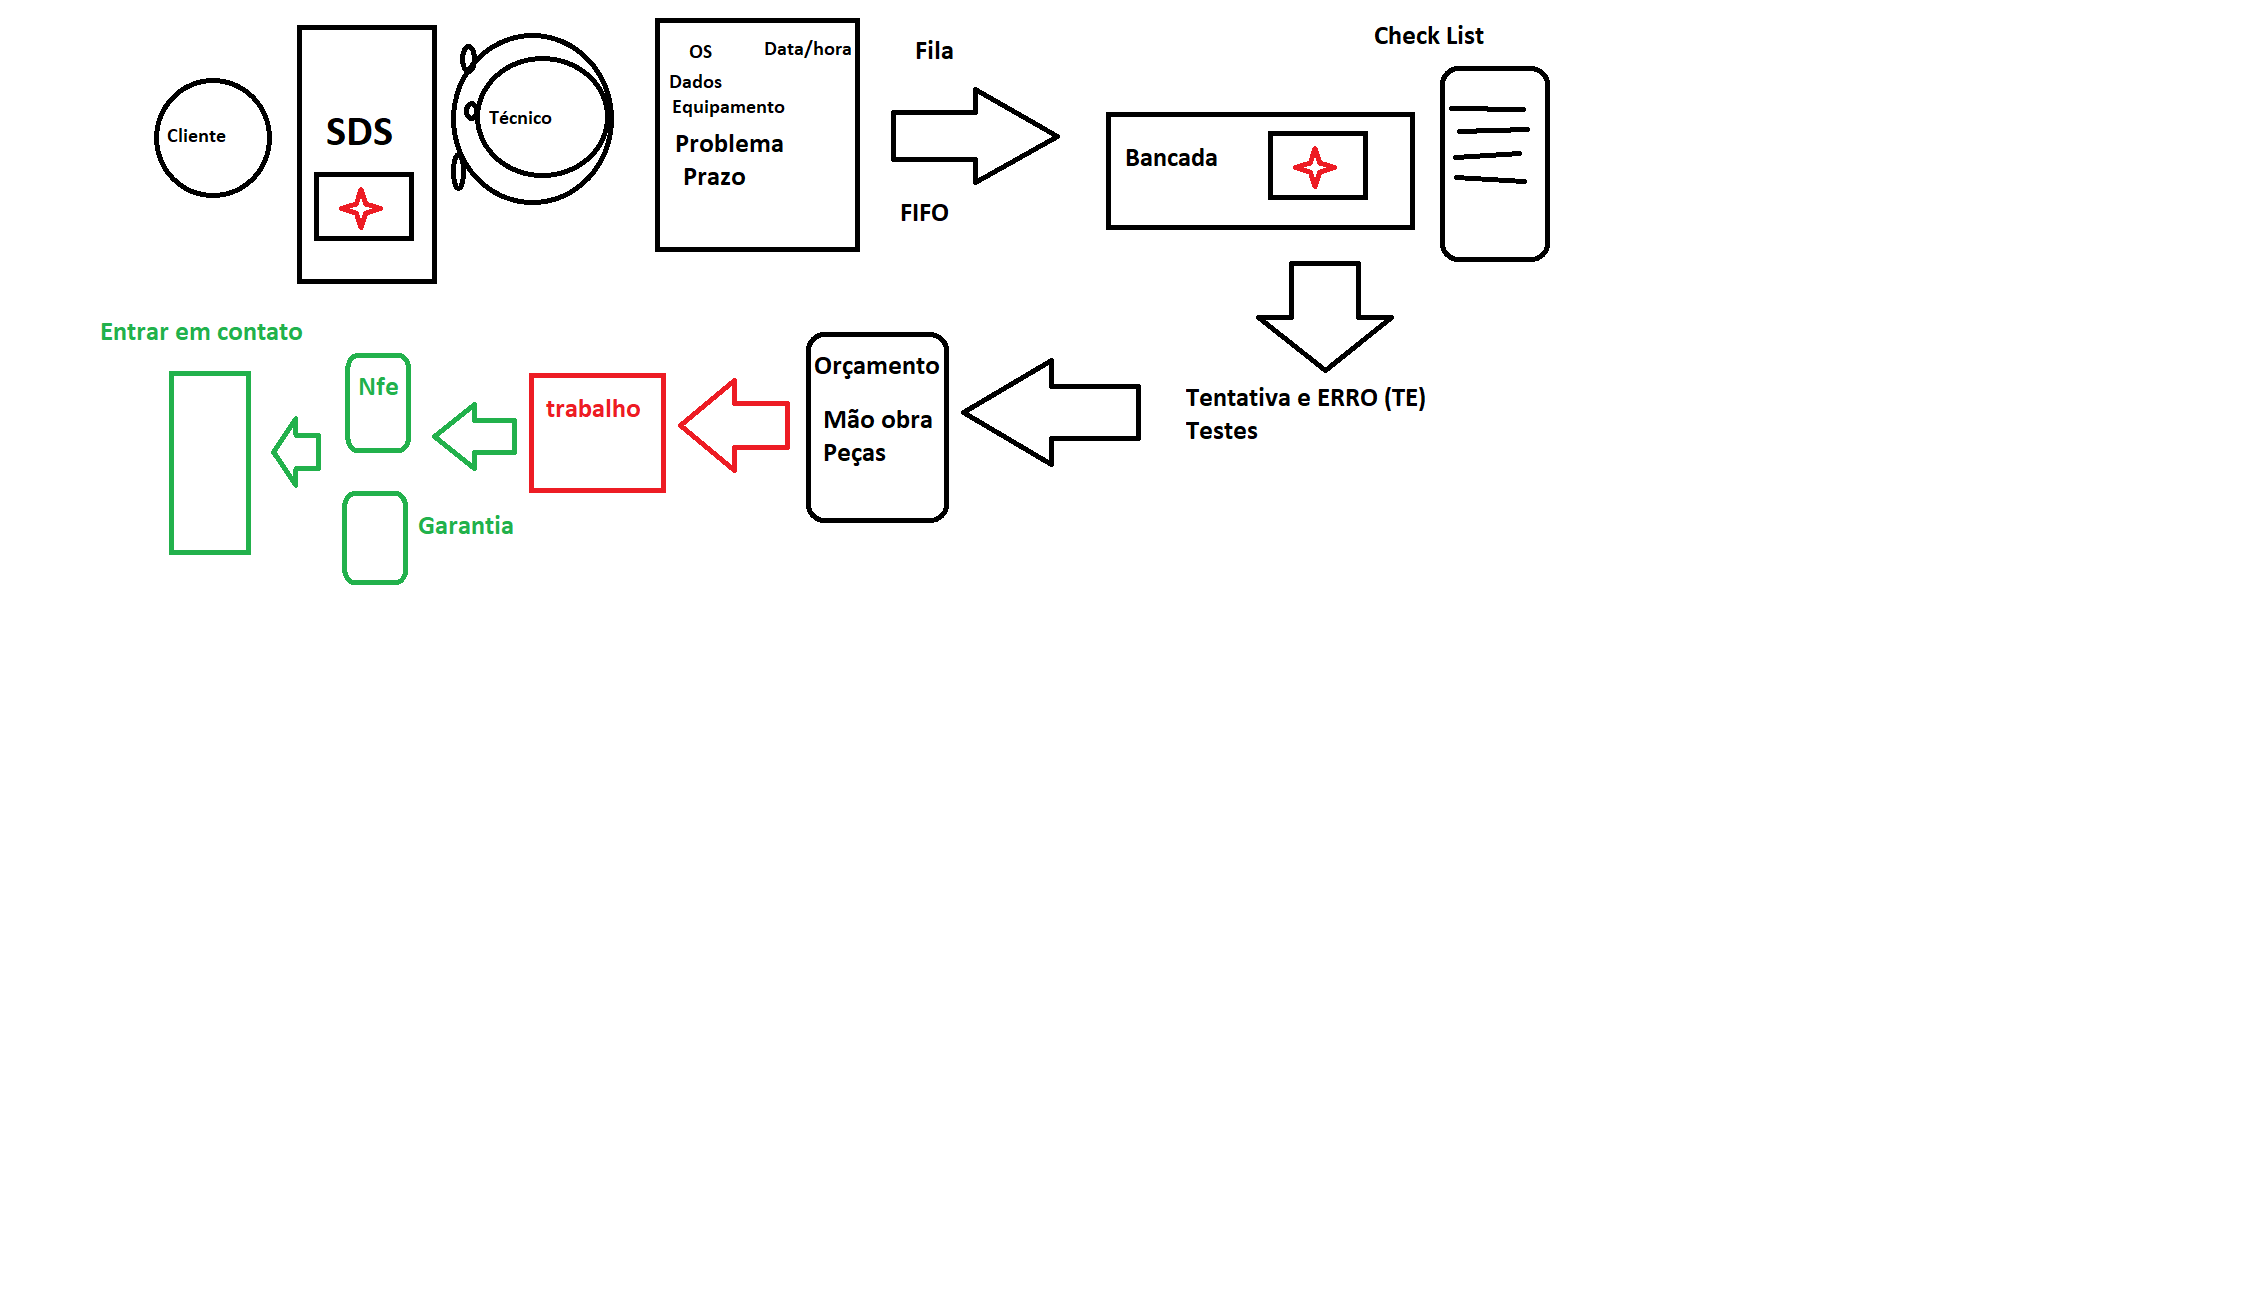 Cliente
SDS
Técnico
OS
Data/hora
Dados
Equipamento
Problema
Prazo
Fila
FIFO
Bancada
Check List
Tentativa e ERRO (TE)
Testes
Orçamento
Mão obra
Peças
trabalho
Nfe
Garantia
Entrar em contato